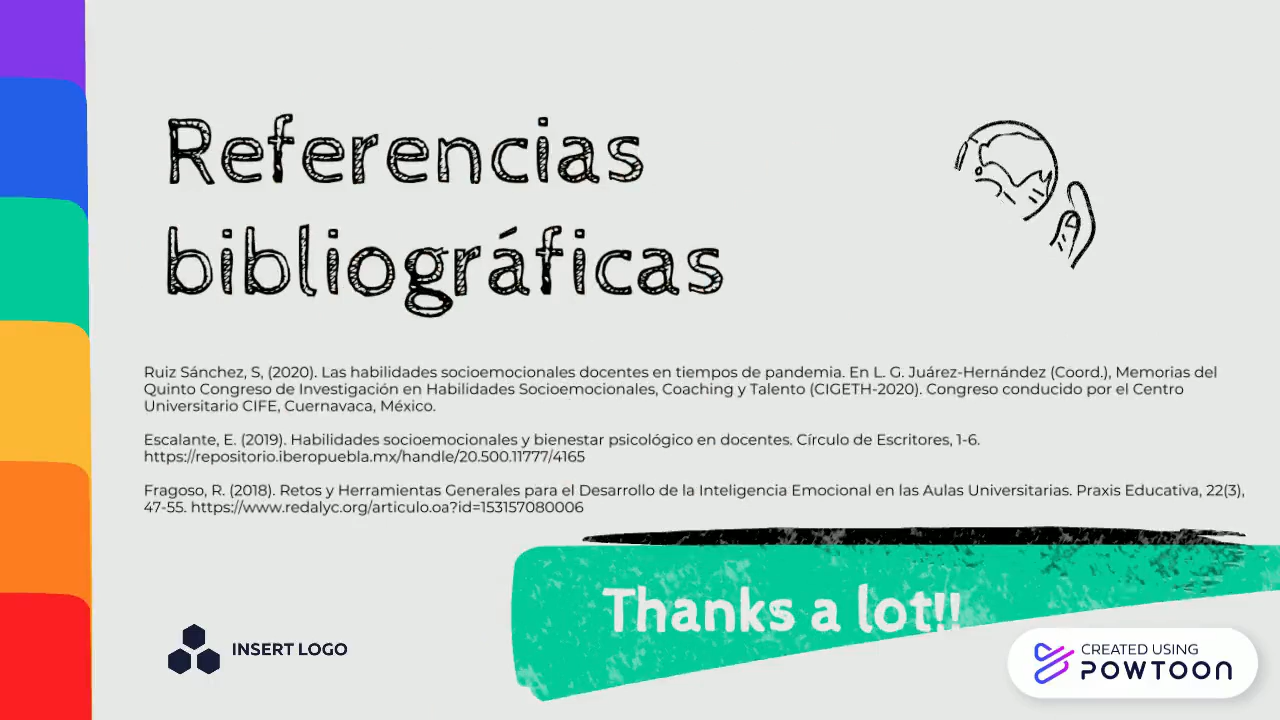 Referencias
bibliográficas
Ruiz Sánchez, S, (2020). Las habilidades socioemocionales docentes en tiempos de pandemia. En L. G. Juárez-Hernández (Coord.), Memorias del
Quinto Congreso de Investigación en Habilidades Socioemocionales, Coaching y Talento (CIGETH-2020). Congreso conducido por el Centro
Universitario CIFE, Cuernavaca, México.
Escalante, E. (2019). Habilidades socioemocionales y bienestar psicológico en docentes. Círculo de Escritores, 1-6.
https://repositorio.iberopuebla.mx/handle/20.500.11777/4165
Fragoso, R. (2018). Retos y Herramientas Generales para el Desarrollo de la Inteligencia Emocional en las Aulas Universitarias. Praxis Educativa, 22(3),
47-55. https://www.redalyc.org/articulo.oa?id=153157080006
Thanks a lot!!
INSERT LOGO
CREATED USING
POWTOON